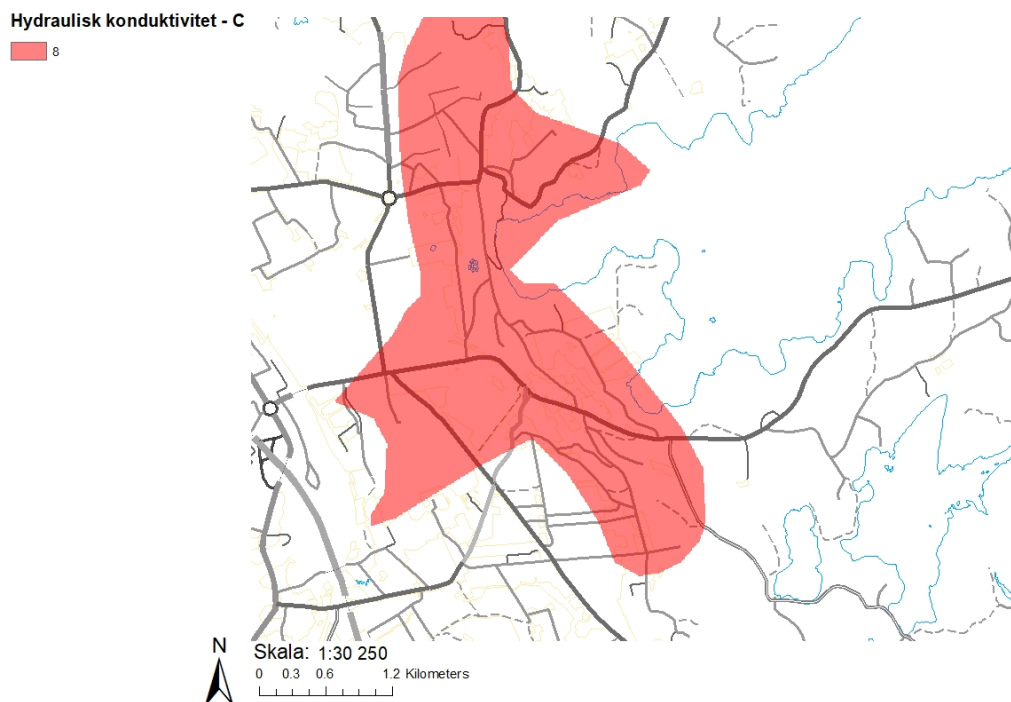 Hydraulisk konduktivitet - C
8
N
Skala: 1:30 250
0 0.3 0.6 1.2 Kilometers